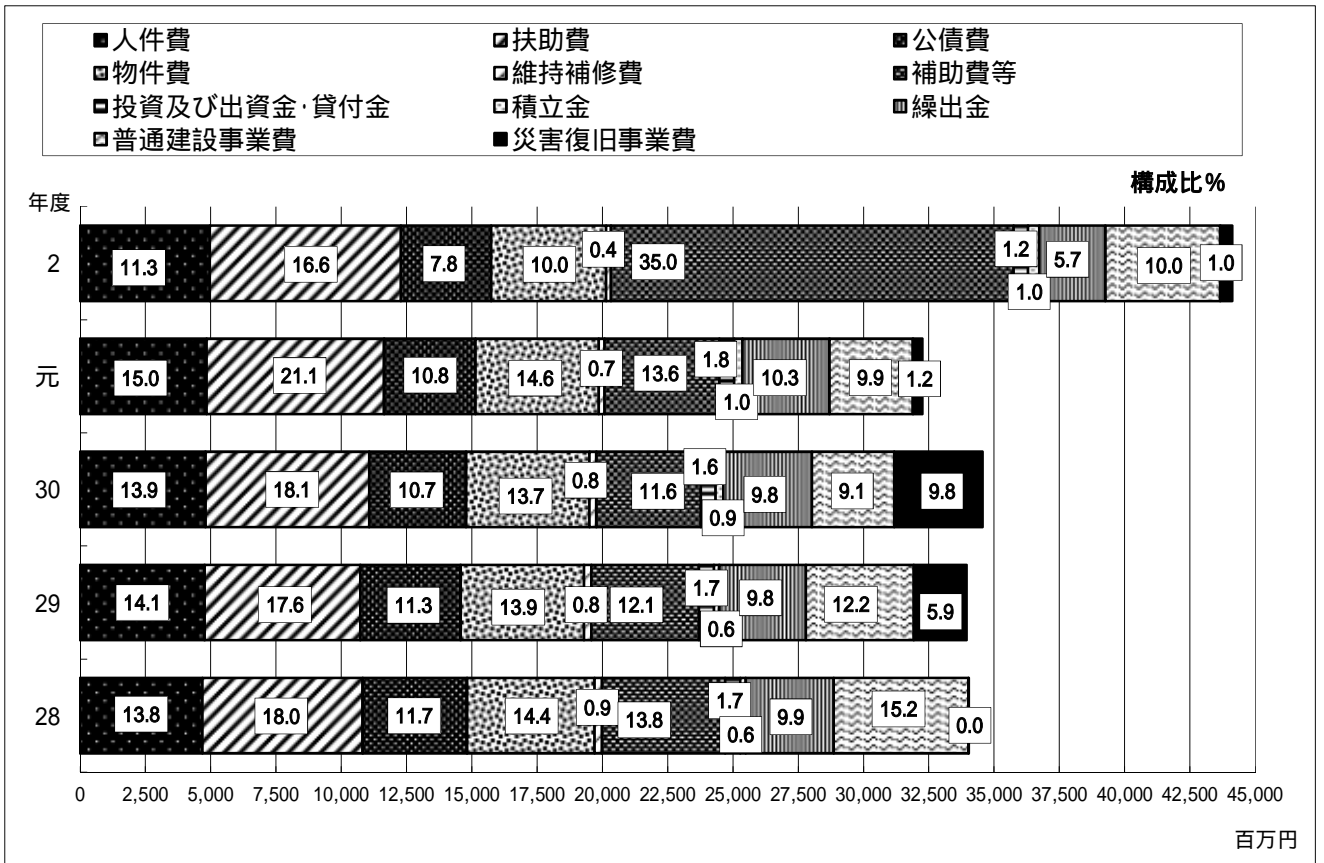 人件費 扶助費 公債費
物件費 維持補修費 補助費等
投資及び出資金･貸付金 積立金 繰出金
普通建設事業費 災害復旧事業費
構成比%
年度
2 11.3 16.6 7.8 10.0 0.4 35.0 1.2 1.0 5.7 10.0 1.0
元 15.0 21.1 10.8 14.6 0.7 13.6 1.8 1.0 10.3 9.9 1.2
30 13.9 18.1 10.7 13.7 0.8 11.6 1.6 0.9 9.8 9.1 9.8
29 14.1 17.6 11.3 13.9 0.8 12.1 1.7 0.6 9.8 12.2 5.9
28 13.8 18.0 11.7 14.4 0.9 13.8 1.7 0.6 9.9 15.2 0.0
0 2,500 5,000 7,500 10,000 12,500 15,000 17,500 20,000 22,500 25,000 27,500 30,000 32,500 35,000 37,500 40,000 42,500 45,000
百万円